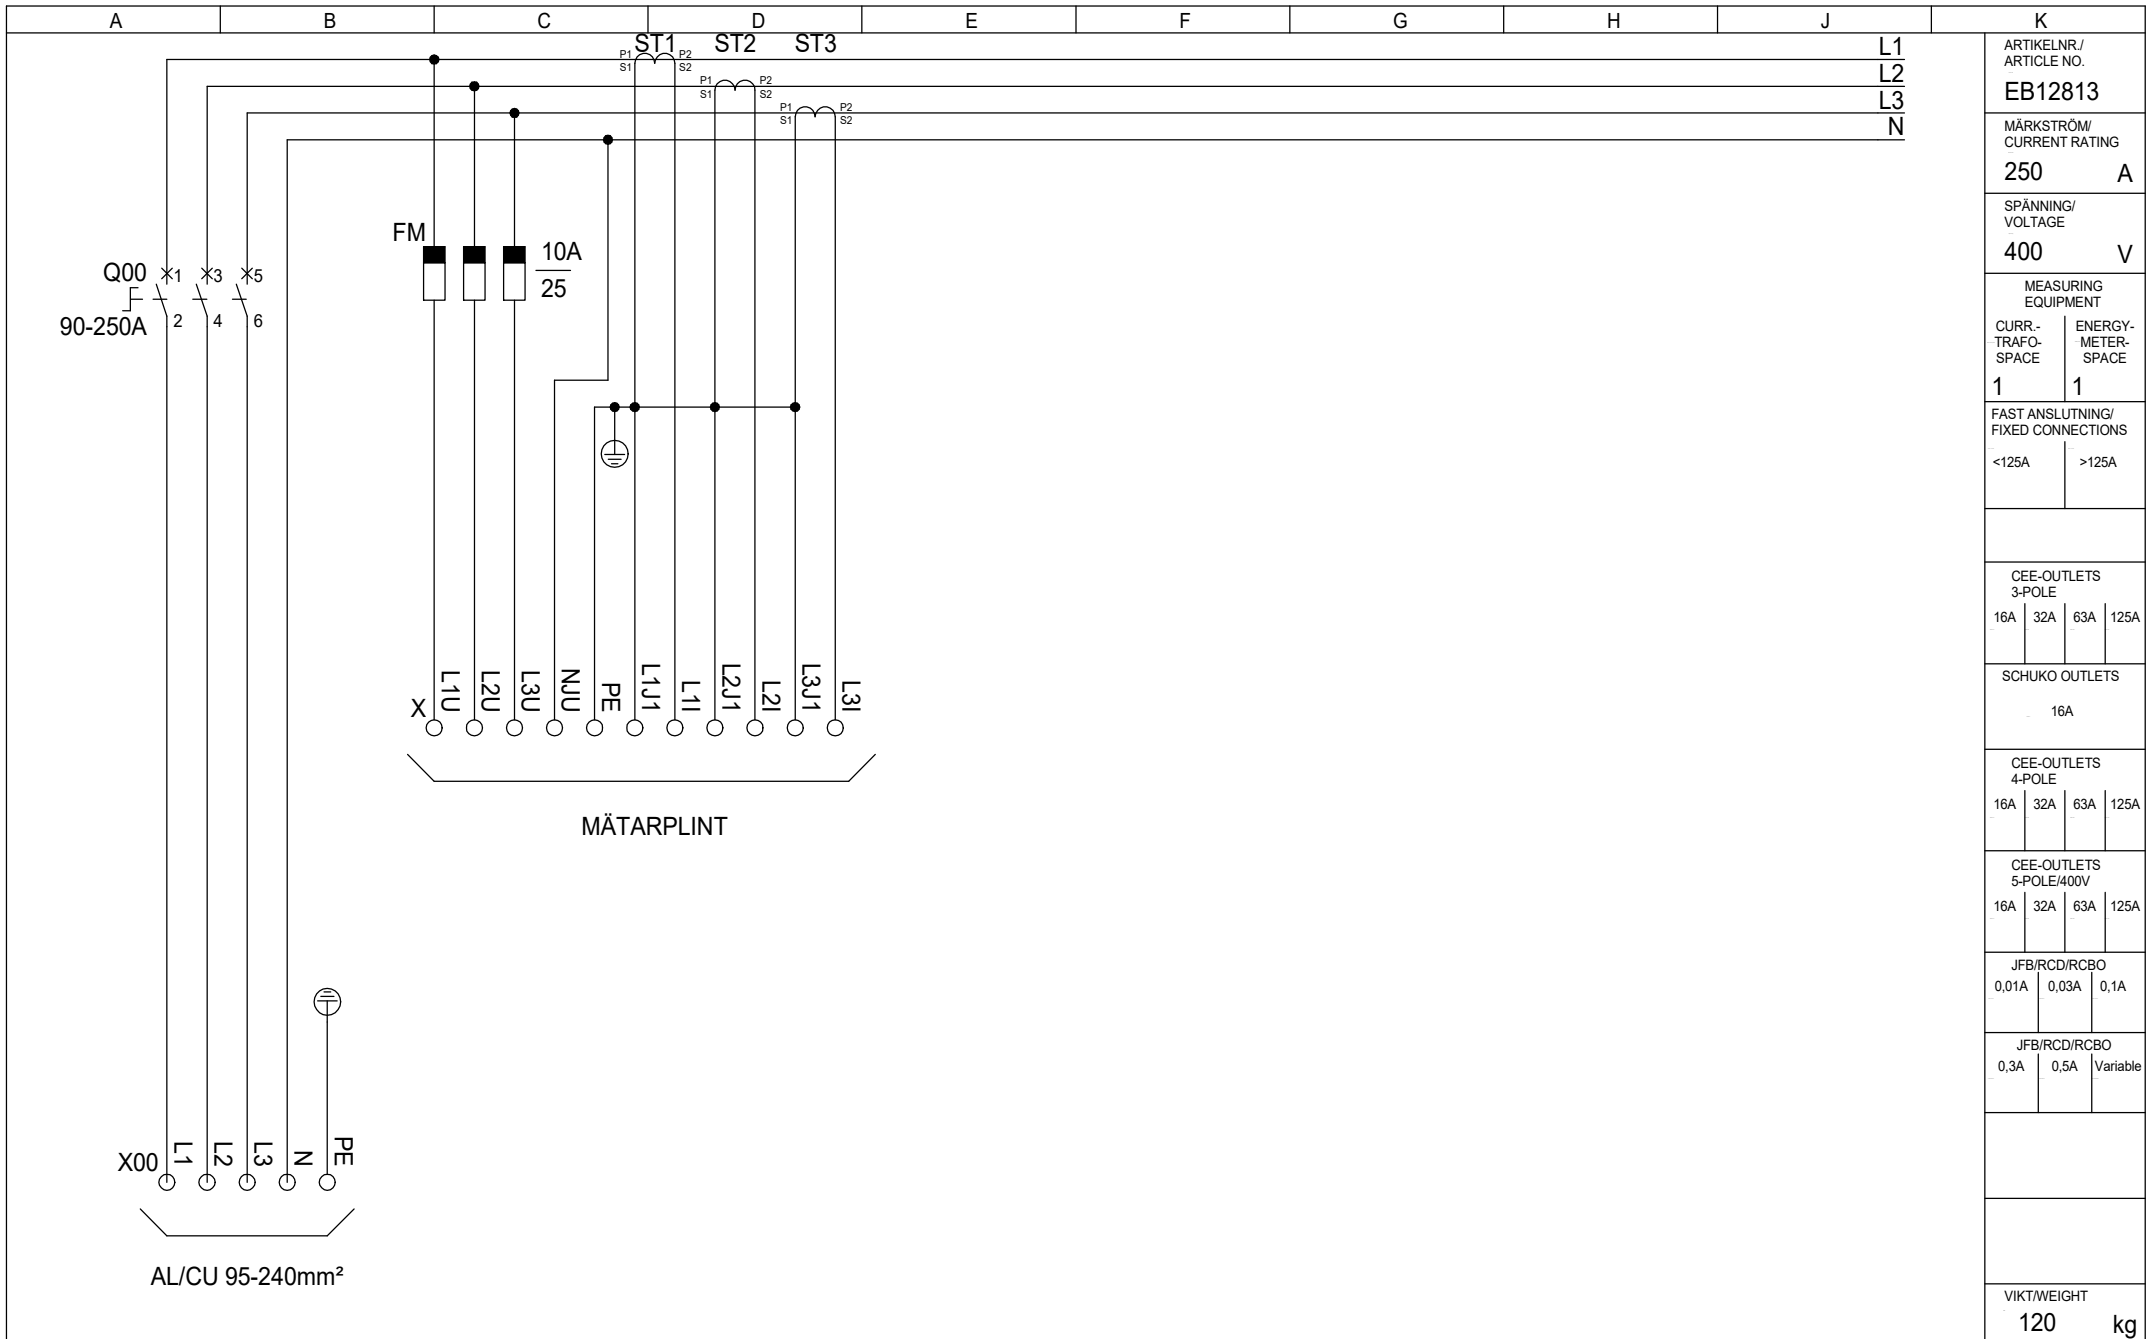 A B C D E F G H J K
ST1 ST2 ST3
P1 P2
S1 S2
P1 P2
S1 S2
P1 P2
S1 S2
L1
L2
L3
N
FM
10A
25
Q00 1 3 5
90-250A 2 4 6
X L1U L2U L3U NJU PE L1J1 L1I L2J1 L2I L3J1 L3I
MÄTARPLINT
X00 L1 L2 L3 N PE
AL/CU 95-240mm²
ARTIKELNR./
ARTICLE NO.
EB12813
MÄRKSTRÖM/
CURRENT RATING
250 A
SPÄNNING/
VOLTAGE
400 V
MEASURING
EQUIPMENT
CURR.- ENERGY-
TRAFO- METER-
SPACE SPACE
1 1
FAST ANSLUTNING/
FIXED CONNECTIONS
<125A >125A
CEE-OUTLETS
3-POLE
16A 32A 63A 125A
SCHUKO OUTLETS
16A
CEE-OUTLETS
4-POLE
16A 32A 63A 125A
CEE-OUTLETS
5-POLE/400V
16A 32A 63A 125A
JFB/RCD/RCBO
0,01A 0,03A 0,1A
JFB/RCD/RCBO
0,3A 0,5A Variable
VIKT/WEIGHT
120 kg